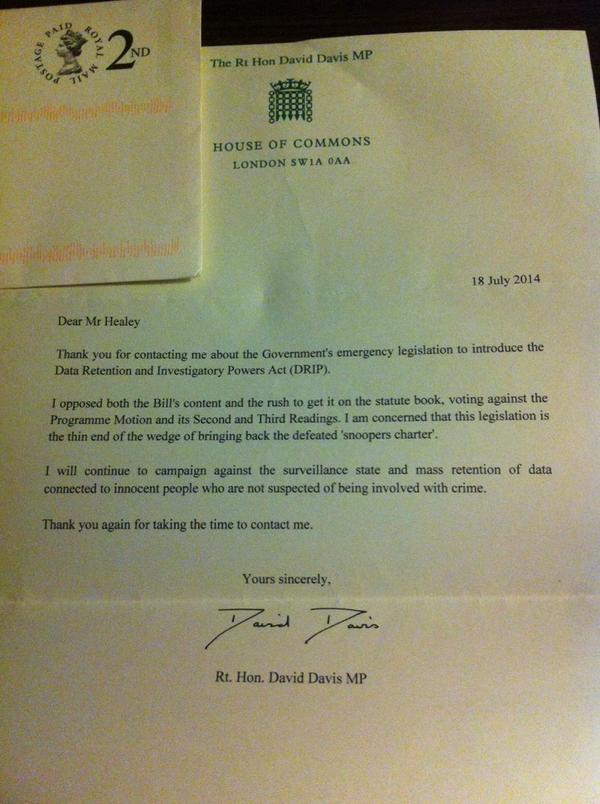 POSTAGE PAID ROYAL MAIL
2ND
The Rt Hon David Davis MP
HOUSE OF COMMONS
LONDON SW1A 0AA
18 July 2014
Dear Mr Healey
Thank you for contacting me about the Government's emergency legislation to introduce the
Data Retention and Investigatory Powers Act (DRIP).
I opposed both the Bill's content and the rush to get it on the statute book, voting against the
Programme Motion and its Second and Third Readings. I am concerned that this legislation is
the thin end of the wedge of bringing back the defeated 'snoopers charter'.
I will continue to campaign against the surveillance state and mass retention of data
connected to innocent people who are not suspected of being involved with crime.
Thank you again for taking the time to contact me.
Yours sincerely,
David Davis
Rt. Hon. David Davis MP